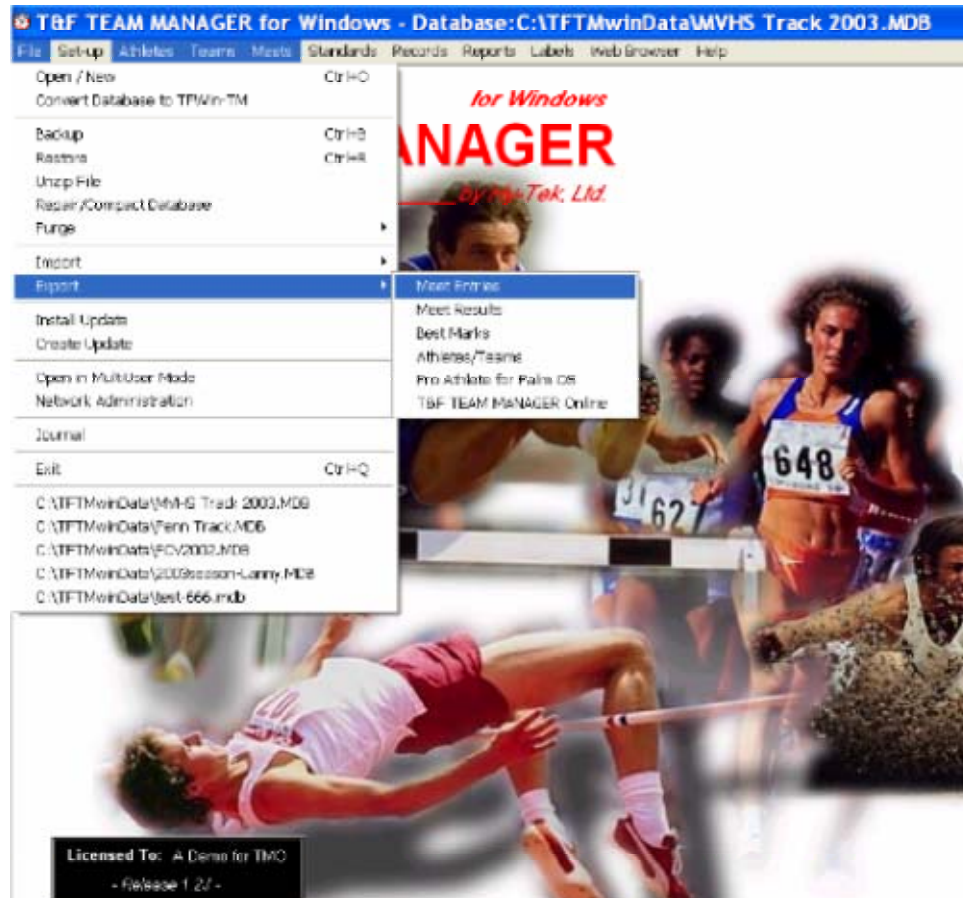 T&F TEAM MANAGER for Windows - Database:C:\TFTMwinData\MVHS Track 2003.MDB
File Set-up Athletes Teams Meets Standards Records Reports Labels Web Browser Help
Open / New Ctrl+O
Convert Database to TFWin-TM
Backup Ctrl+B
Restore Ctrl+R
Unzip File
Repair/Compact Database
Purge
Import
Export
Install Update
Create Update
Open in MultiUser Mode
Network Administration
Journal
Exit Ctrl+Q
C:\TFTMwinData\MVHS Track 2003.MDB
C:\TFTMwinData\Penn Track.MDB
C:\TFTMwinData\FCV2002.MDB
C:\TFTMwinData\2003season-Lanny.MDB
C:\TFTMwinData\test-666.mdb
Meet Entries
Meet Results
Best Marks
Athletes/Teams
Pro Athlete for Palm OS
T&F TEAM MANAGER Online
for Windows
ANAGER
by Hy-Tek, Ltd.
648
31
627
Licensed To: A Demo for TMO